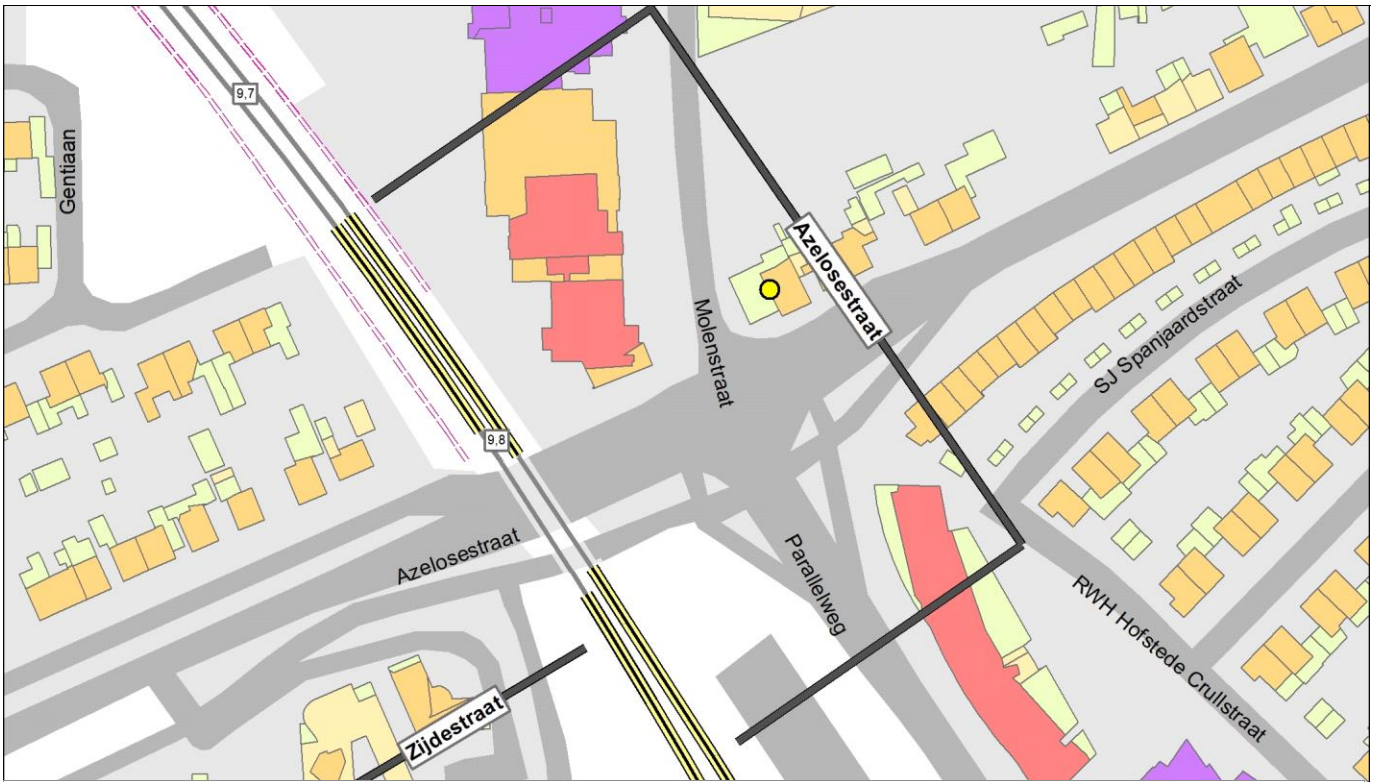 9,7
Gentiaan
Azelosestraat
Molenstraat
SJ Spanjaardstraat
9,8
Azelosestraat
Parallelweg
RWH Hofstede Crullstraat
Zijdestraat